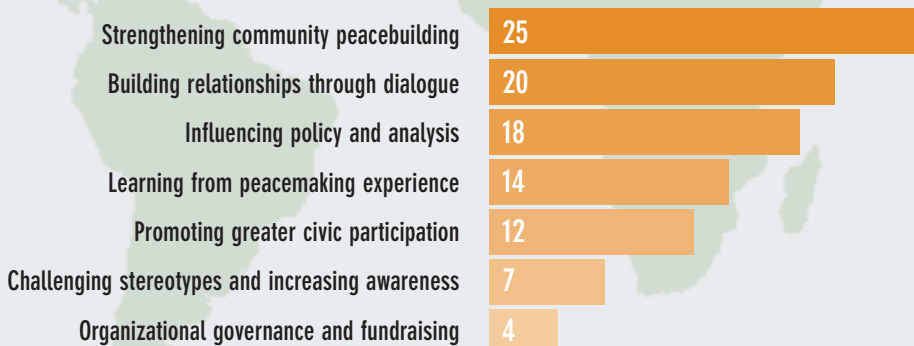 Strengthening community peacebuilding 25
Building relationships through dialogue 20
Influencing policy and analysis 18
Learning from peacemaking experience 14
Promoting greater civic participation 12
Challenging stereotypes and increasing awareness 7
Organizational governance and fundraising 4